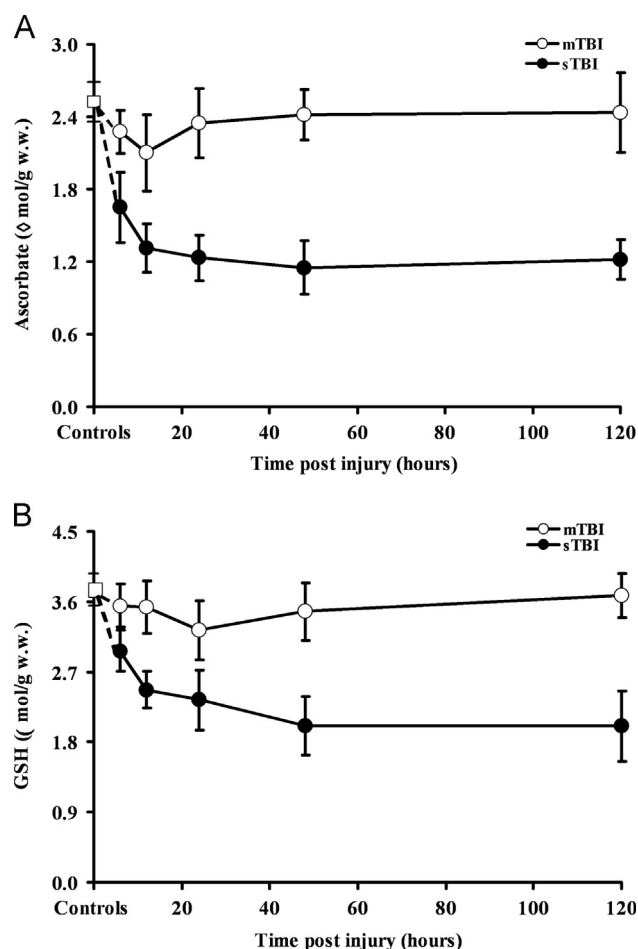 A
3.0
mTBI
sTBI
2.4
1.8
1.2
0.6
0.0
Ascorbate (◊ mol/g w.w.)
Controls 20 40 60 80 100 120
Time post injury (hours)
B
4.5
mTBI
sTBI
3.6
2.7
1.8
0.9
0.0
GSH (( mol/g w.w.)
Controls 20 40 60 80 100 120
Time post injury (hours)